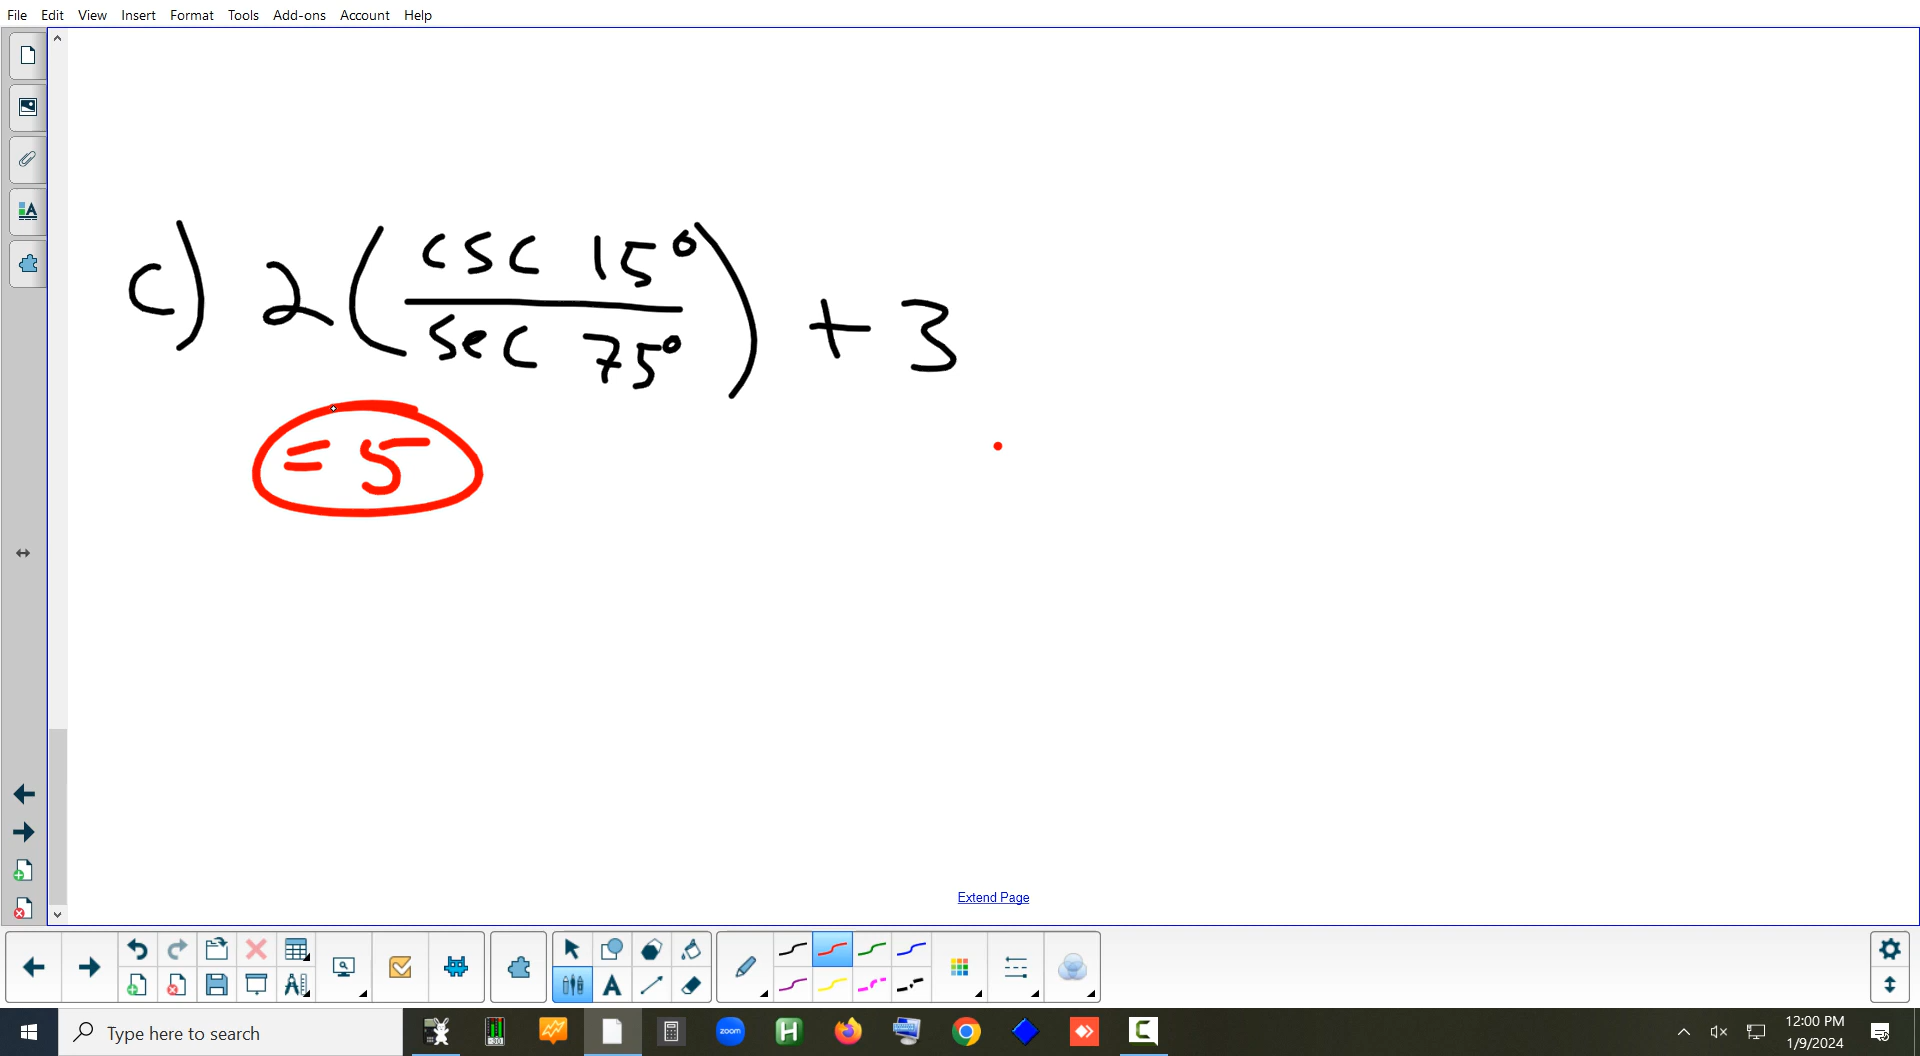 File Edit View Insert Format Tools Add-ons Account Help
c) 2 ( csc 15° / sec 75° ) + 3
= 5
Extend Page
Type here to search
zoom
12:00 PM
1/9/2024